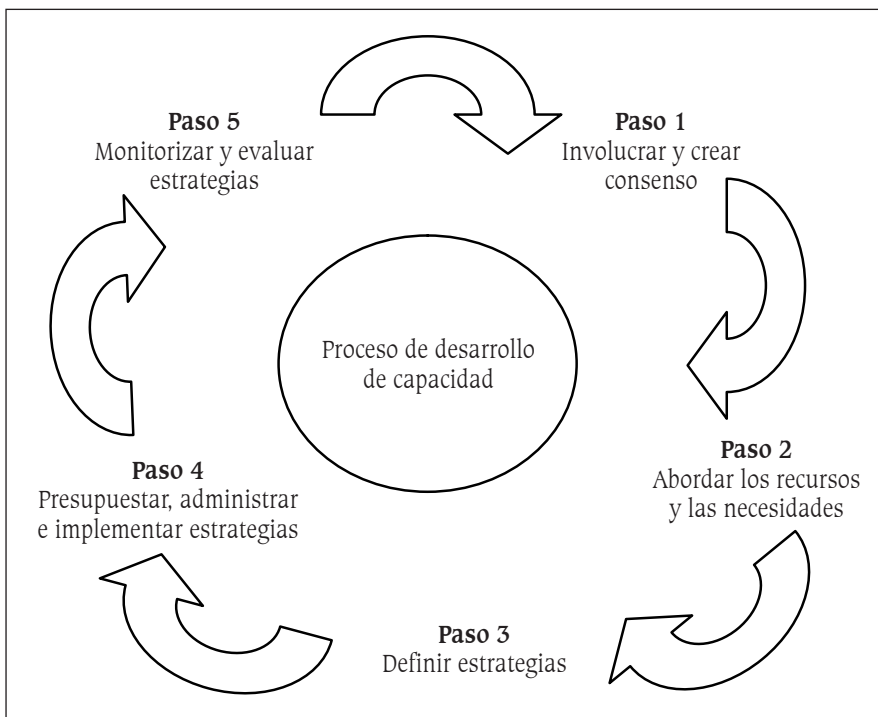 Paso 5
Monitorizar y evaluar
estrategias
Paso 1
Involucrar y crear
consenso
Proceso de desarrollo
de capacidad
Paso 2
Abordar los recursos
y las necesidades
Paso 4
Presupuestar, administrar
e implementar estrategias
Paso 3
Definir estrategias